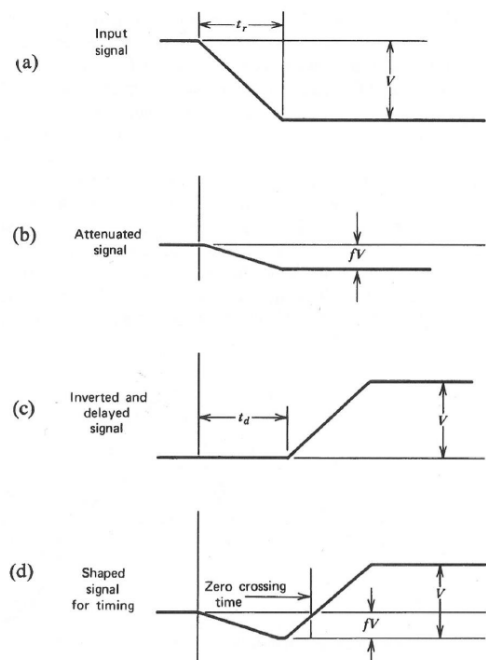 (a)
Input
signal
t_r
V
(b)
Attenuated
signal
fV
(c)
Inverted and
delayed
signal
t_d
V
(d)
Shaped
signal
for timing
Zero crossing
time
fV
V